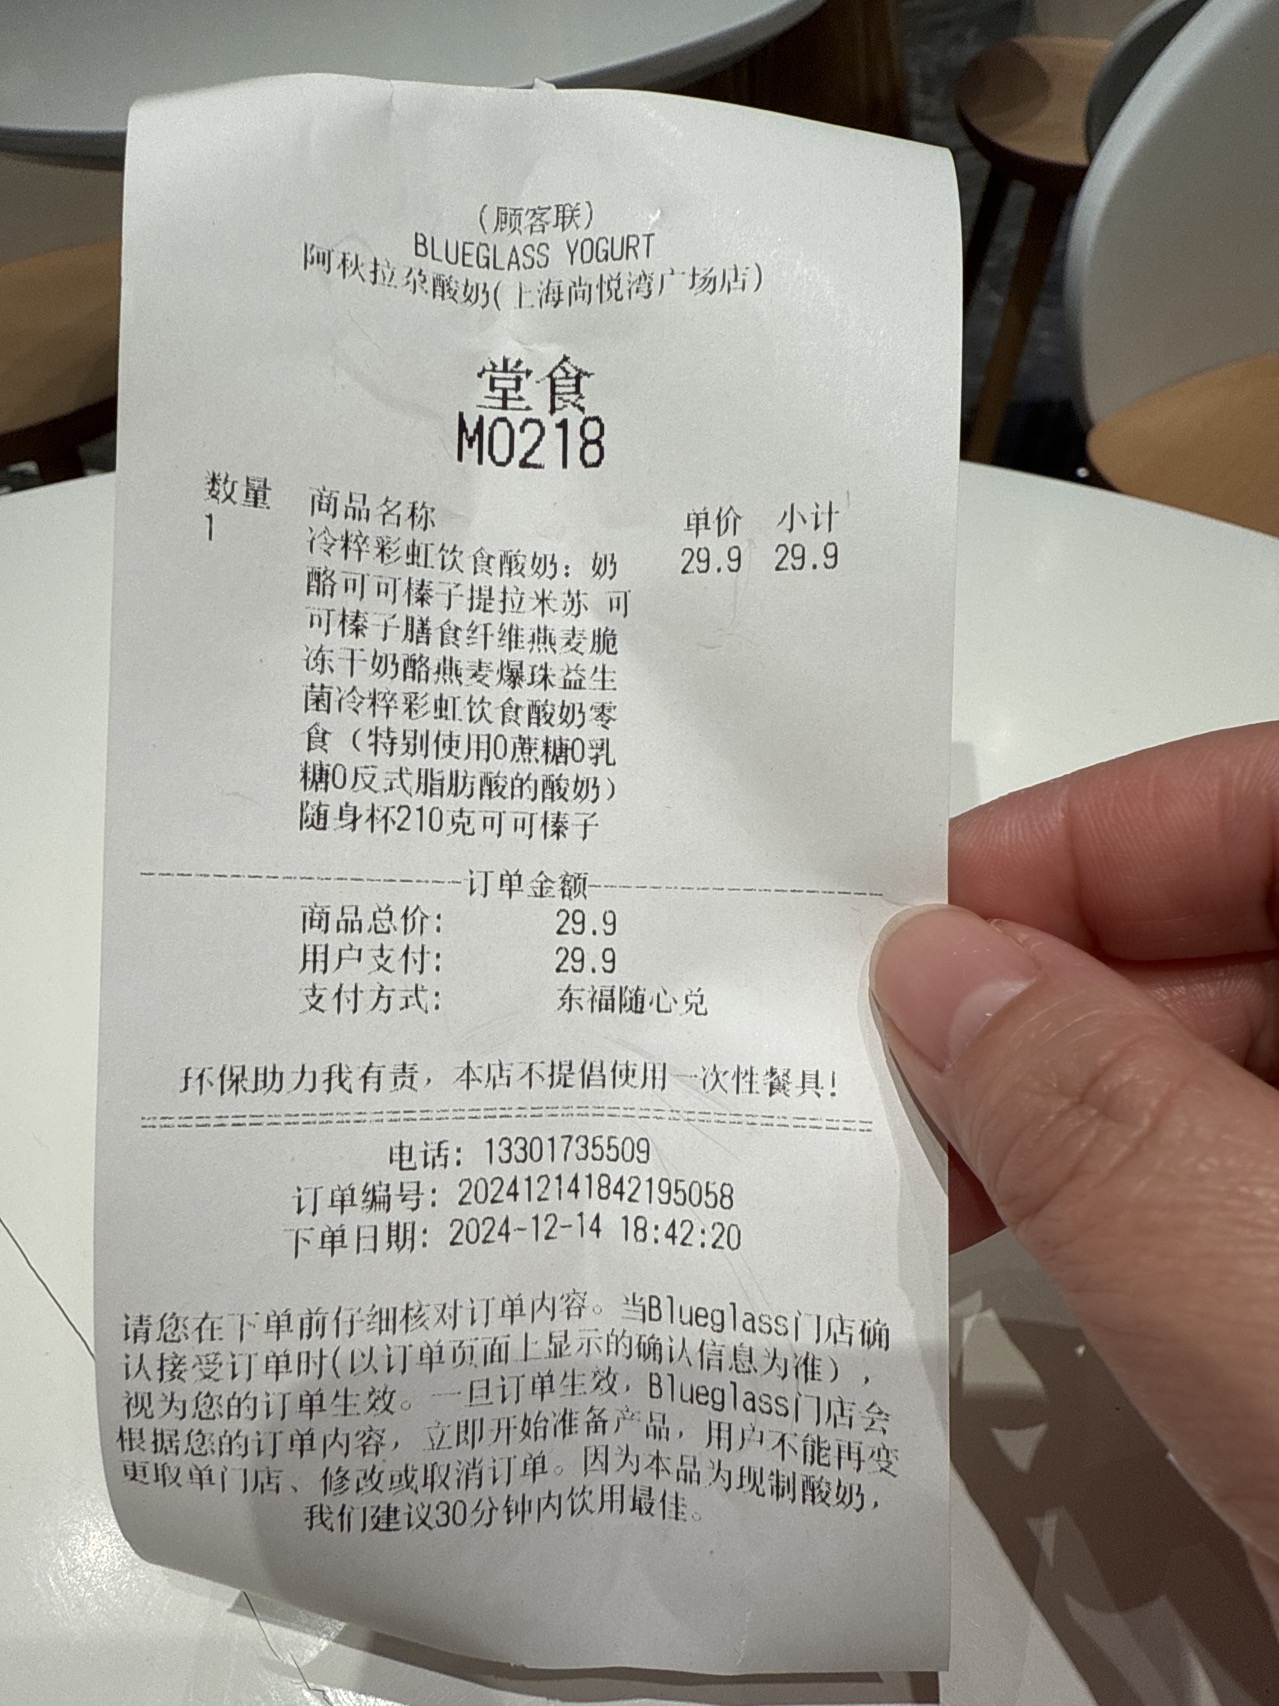 (顾客联)
BLUEGLASS YOGURT
阿秋拉尕酸奶(上海尚悦湾广场店)
堂食
M0218
数量 商品名称 单价 小计
1 冷粹彩虹饮食酸奶：奶 29.9 29.9
酪可可榛子提拉米苏 可
可榛子膳食纤维燕麦脆
冻干奶酪燕麦爆珠益生
菌冷粹彩虹饮食酸奶零
食（特别使用0蔗糖0乳
糖0反式脂肪酸的酸奶）
随身杯210克可可榛子
订单金额
商品总价: 29.9
用户支付: 29.9
支付方式: 东福随心兑
环保助力我有责，本店不提倡使用一次性餐具!
电话: 13301735509
订单编号: 202412141842195058
下单日期: 2024-12-14 18:42:20
请您在下单前仔细核对订单内容。当Blueglass门店确
认接受订单时(以订单页面上显示的确认信息为准)，
视为您的订单生效。一旦订单生效，Blueglass门店会
根据您的订单内容，立即开始准备产品，用户不能再变
更取单门店、修改或取消订单。因为本品为现制酸奶，
我们建议30分钟内饮用最佳。